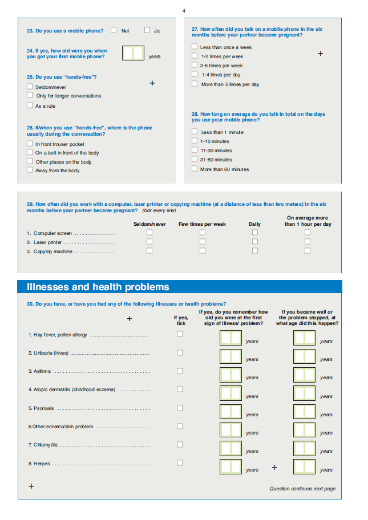 4
23. Do you use a mobile phone? Nei Ja
24. If yes, how old were you when
you got your first mobile phone? years
25. Do you use "hands-free"?
+
Seldom/never
Only for longer conversations
As a rule
26. If/when you use "hands-free", where is the phone
usually during the conversation?
In front trouser pocket
On a belt in front of the body
Other places on the body
Away from the body
27. How often did you talk on a mobile phone in the six
months before your partner became pregnant?
Less than once a week
+
1-2 times per week
3-6 times per week
1-4 times per day
More than 5 times per day
28. How long on average do you talk in total on the days
you use your mobile phone?
Less than 1 minute
1-10 minutes
11-30 minutes
31-60 minutes
More than 60 minutes
29. How often did you work with a computer, laser printer or copying machine (at a distance of less than two meters) in the six
months before your partner became pregnant? (tick every line)
On average more
Seldom/never Few times per week Daily than 1 hour per day
1. Computer screen
2. Laser printer
3. Copying machine
Illnesses and health problems
30. Do you have, or have you had any of the following illnesses or health problems?
+
If yes, tick
If yes, do you remember how
old you were at the first
sign of illness/ problem?
If you became well or
the problem stopped, at
what age did this happen?
1. Hay fever, pollen allergy years years
2. Urticaria (hives) years years
3. Asthma years years
4. Atopic dermatitis (childhood eczema) years years
5. Psoriasis years years
6. Other eczema/skin problem years years
7. Chlamydia years years
8. Herpes years + years
+
Question continues next page